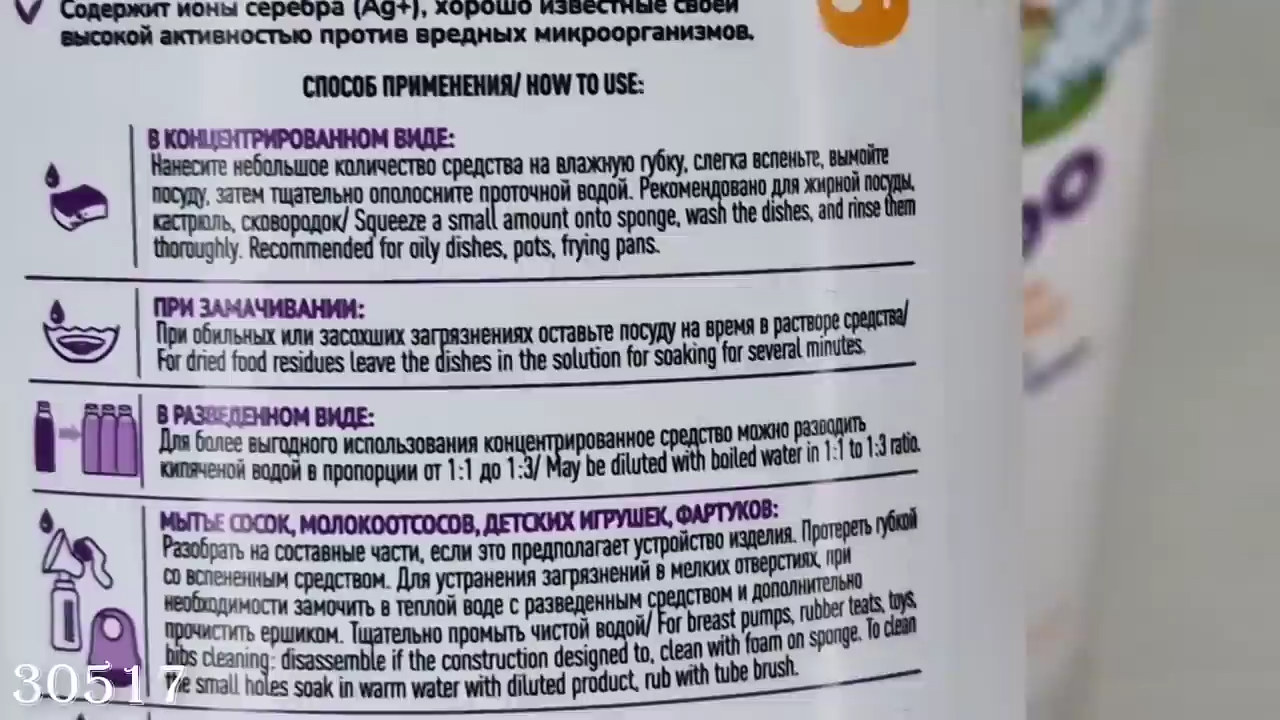 Содержит ионы серебра (Ag+), хорошо известные своей
высокой активностью против вредных микроорганизмов.
СПОСОБ ПРИМЕНЕНИЯ/ HOW TO USE:
В КОНЦЕНТРИРОВАННОМ ВИДЕ:
Нанесите небольшое количество средства на влажную губку, слегка вспеньте, вымойте
посуду, затем тщательно ополосните проточной водой. Рекомендовано для жирной посуды,
кастрюль, сковородок/ Squeeze a small amount onto sponge, wash the dishes, and rinse them
thoroughly. Recommended for oily dishes, pots, frying pans.
ПРИ ЗАМАЧИВАНИИ:
При обильных или засохших загрязнениях оставьте посуду на время в растворе средства/
For dried food residues leave the dishes in the solution for soaking for several minutes.
В РАЗВЕДЕННОМ ВИДЕ:
Для более выгодного использования концентрированное средство можно разводить
кипяченой водой в пропорции от 1:1 до 1:3/ May be diluted with boiled water in 1:1 to 1:3 ratio.
МЫТЬЕ СОСОК, МОЛОКООТСОСОВ, ДЕТСКИХ ИГРУШЕК, ФАРТУКОВ:
Разобрать на составные части, если это предполагает устройство изделия. Протереть губкой
со вспененным средством. Для устранения загрязнений в мелких отверстиях, при
необходимости замочить в теплой воде с разведенным средством и дополнительно
прочистить ершиком. Тщательно промыть чистой водой/ For breast pumps, rubber teats, toys,
bibs cleaning: disassemble if the construction designed to, clean with foam on sponge. To clean
the small holes soak in warm water with diluted product, rub with tube brush.
30517